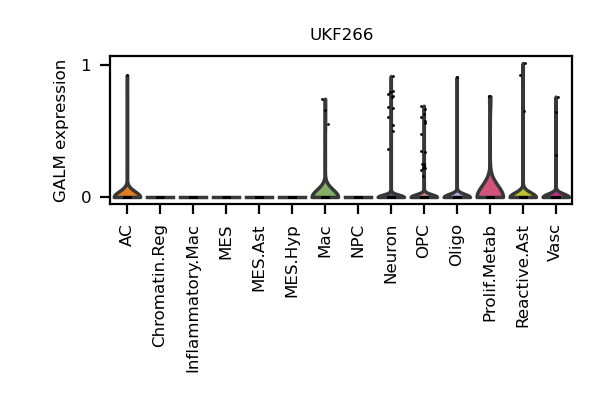 UKF266
GALM expression
1
0
AC
Chromatin.Reg
Inflammatory.Mac
MES
MES.Ast
MES.Hyp
Mac
NPC
Neuron
OPC
Oligo
Prolif.Metab
Reactive.Ast
Vasc